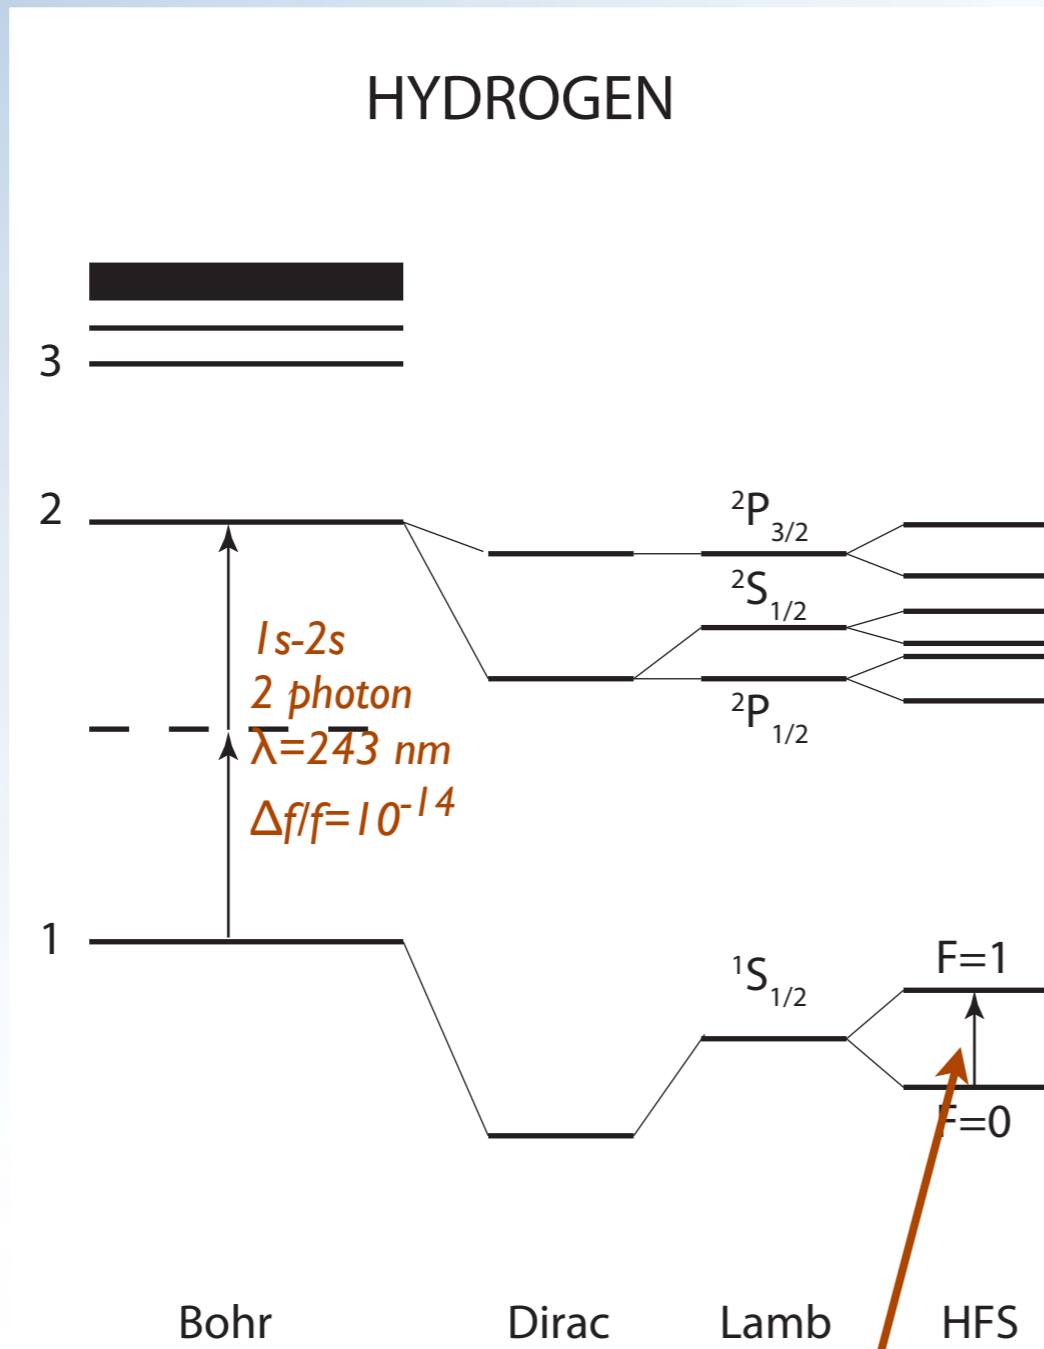 HYDROGEN
3
2
²P₃/₂
²S₁/₂
1s-2s
2 photon
²P₁/₂
λ=243 nm
Δf/f=10⁻¹⁴
1
¹S₁/₂
F=1
F=0
Bohr Dirac Lamb HFS